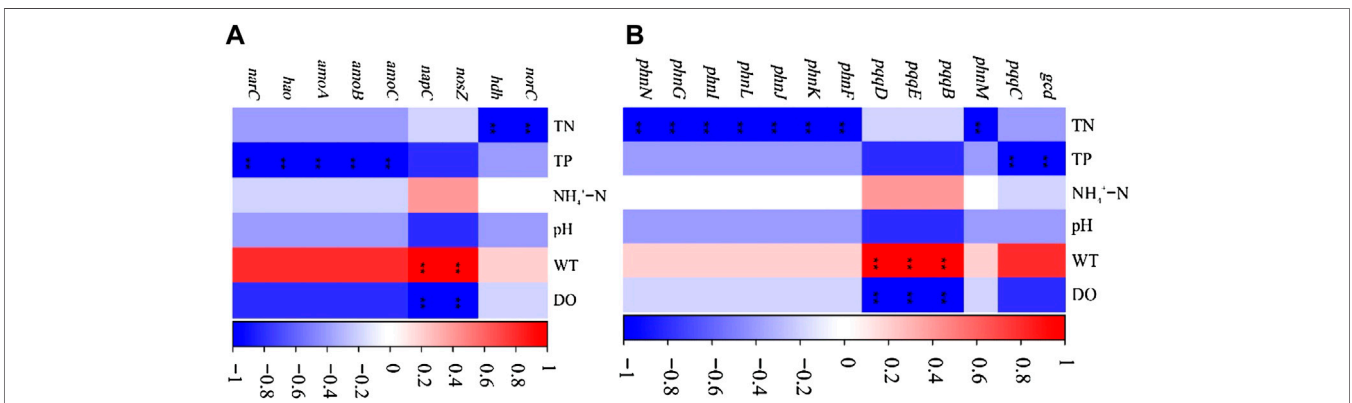 A
narC hao amoA amoB amoC napC nosZ hdh norC
TN
TP
NH₄⁺−N
pH
WT
DO
−1 −0.8 −0.6 −0.4 −0.2 0 0.2 0.4 0.6 0.8 1
B
phnN phnG phnI phnL phnJ phnK phnF pqqD pqqE pqqB phnM pqqC gcd
TN
TP
NH₄⁺−N
pH
WT
DO
−1 −0.8 −0.6 −0.4 −0.2 0 0.2 0.4 0.6 0.8 1